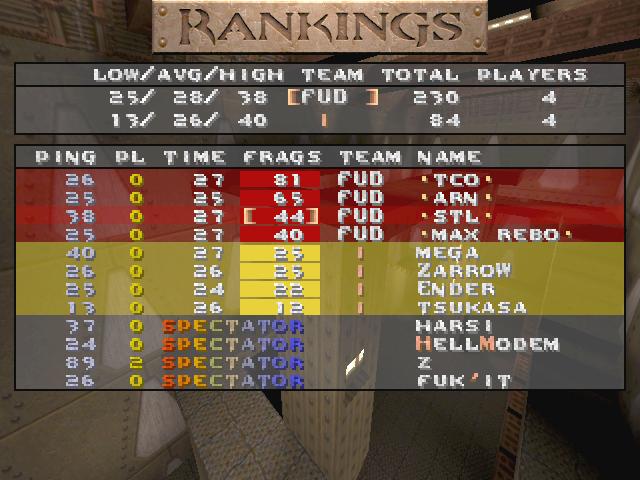 RANKINGS
LOW/AVG/HIGH TEAM TOTAL PLAYERS
25/ 28/ 38 [FUD ] 230 4
13/ 26/ 40 I 84 4
PING PL TIME FRAGS TEAM NAME
26 0 27 81 FUD ·TCO·
25 0 27 65 FUD ·ARN·
38 0 27 [ 44] FUD ·STL·
25 0 27 40 FUD ·MAX REBO·
40 0 27 25 I MEGA
26 0 26 25 I ZARROW
25 0 24 22 I ENDER
13 0 26 12 I TSUKASA
37 0 SPECTATOR HARSI
24 0 SPECTATOR HELLMODEM
89 2 SPECTATOR Z
26 0 SPECTATOR FUK'IT